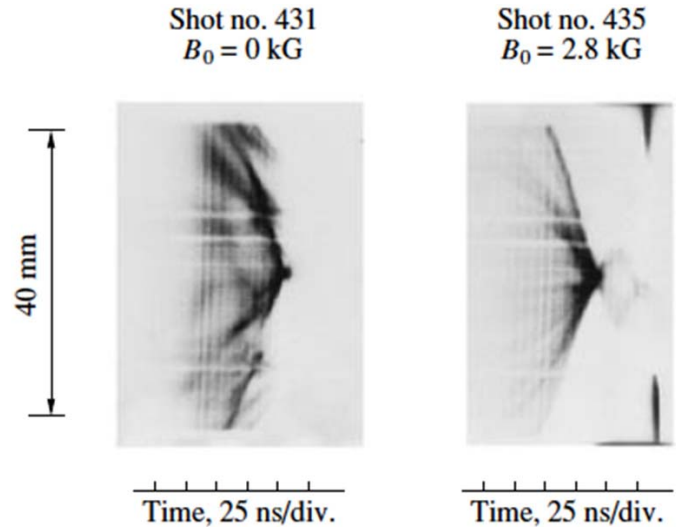 Shot no. 431
B₀ = 0 kG
Shot no. 435
B₀ = 2.8 kG
40 mm
Time, 25 ns/div.
Time, 25 ns/div.